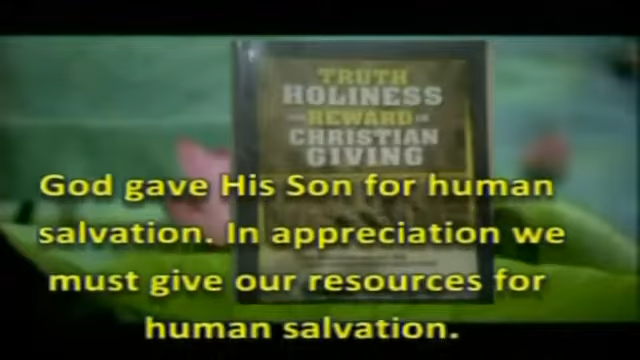 TRUTH
HOLINESS
REWARD
CHRISTIAN
GIVING
God gave His Son for human
salvation. In appreciation we
must give our resources for
human salvation.